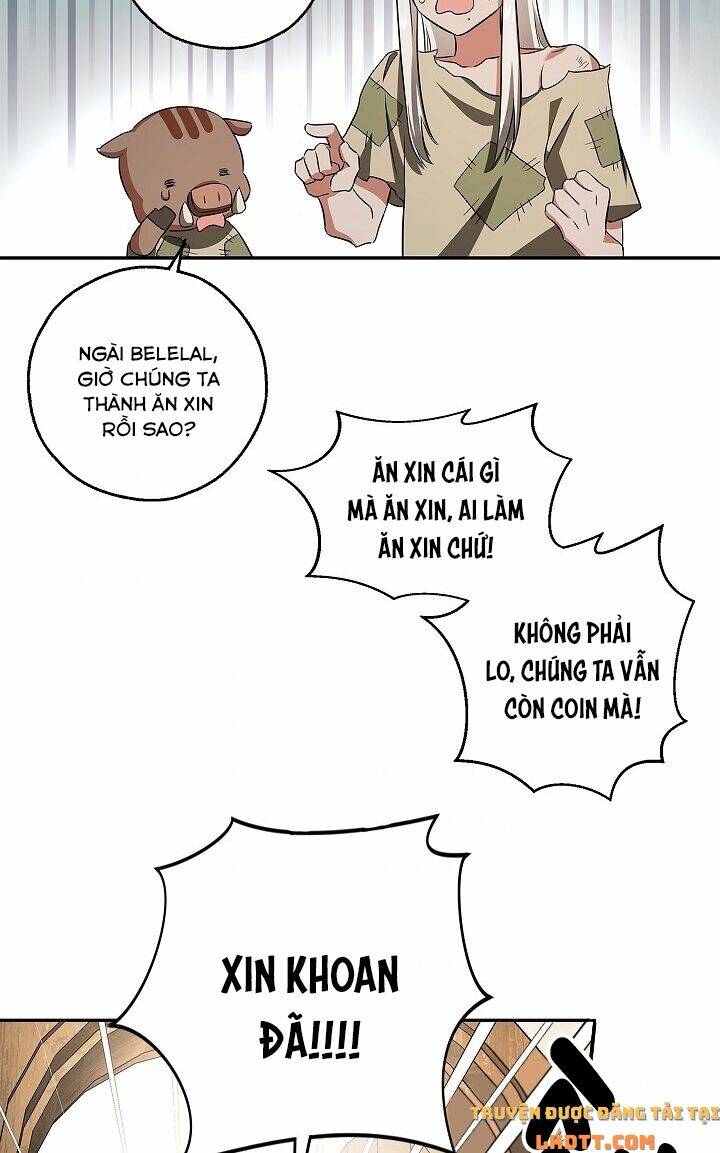 NGÀI BELELAL,
GIỜ CHÚNG TA
THÀNH ĂN XIN
RỒI SAO?
ĂN XIN CÁI GÌ
MÀ ĂN XIN, AI LÀM
ĂN XIN CHỨ!
KHÔNG PHẢI
LO, CHÚNG TA VẪN
CÒN COIN MÀ!
XIN KHOAN
ĐÃ!!!!
TRUYỆN ĐƯỢC ĐĂNG TẢI TẠI
LHOTT.COM